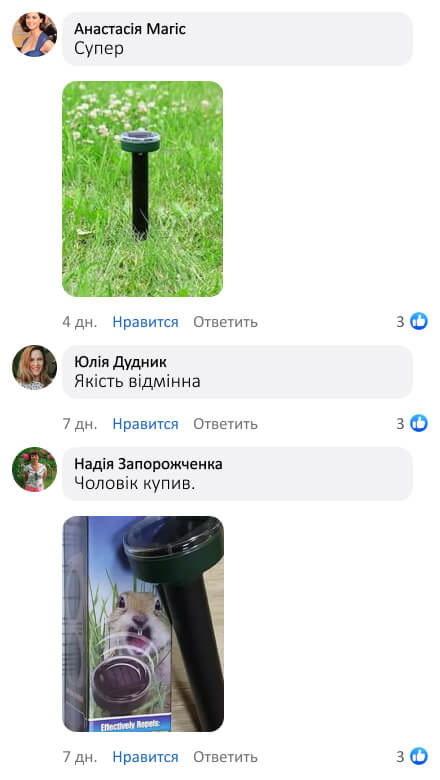 Анастасія Магіс
Супер
4 дн. Нравится Ответить 3
Юлія Дудник
Якість відмінна
7 дн. Нравится Ответить 3
Надія Запорожченка
Чоловік купив.
Effectively Repels:
7 дн. Нравится Ответить 3